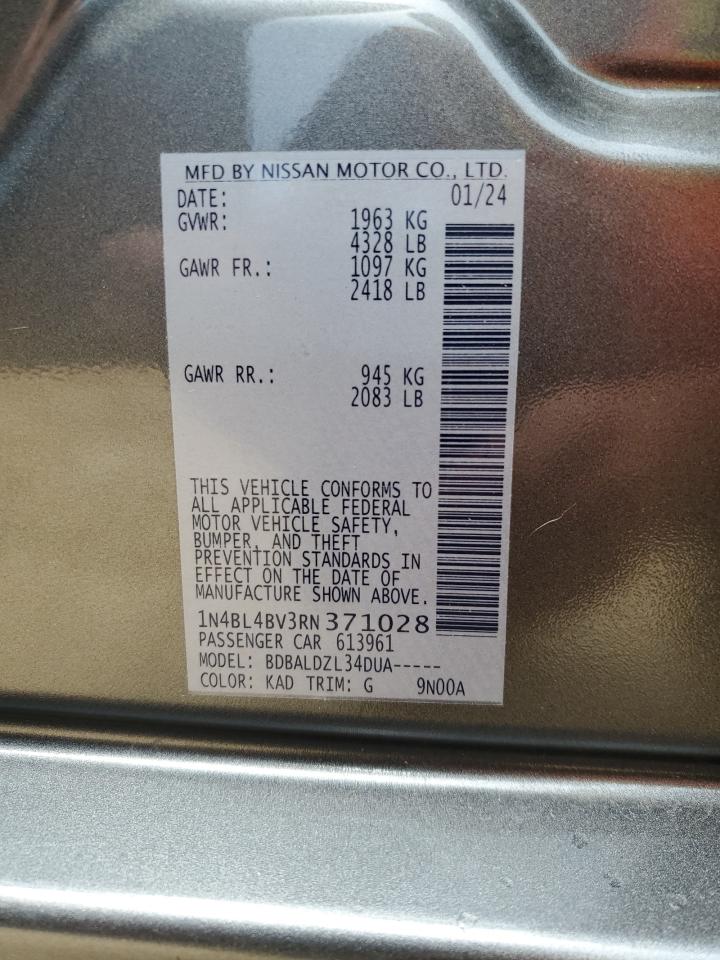 MFD BY NISSAN MOTOR CO., LTD.
DATE: 01/24
GVWR: 1963 KG
4328 LB
GAWR FR.: 1097 KG
2418 LB
GAWR RR.: 945 KG
2083 LB
THIS VEHICLE CONFORMS TO
ALL APPLICABLE FEDERAL
MOTOR VEHICLE SAFETY,
BUMPER, AND THEFT
PREVENTION STANDARDS IN
EFFECT ON THE DATE OF
MANUFACTURE SHOWN ABOVE.
1N4BL4BV3RN371028
PASSENGER CAR 613961
MODEL: BDBALDZL34DUA-----
COLOR: KAD TRIM: G 9N00A